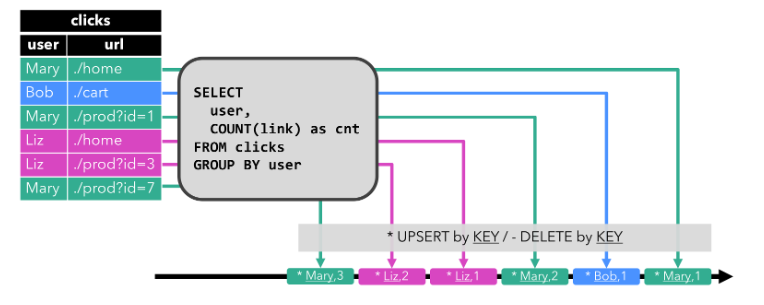 clicks
user url
Mary ./home
Bob ./cart
Mary ./prod?id=1
Liz ./home
Liz ./prod?id=3
Mary ./prod?id=7
SELECT
user,
COUNT(link) as cnt
FROM clicks
GROUP BY user
* UPSERT by KEY / - DELETE by KEY
* Mary,3 * Liz,2 * Liz,1 * Mary,2 * Bob,1 * Mary,1